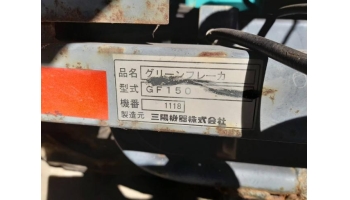 品名 グリーンフレーカ
型式 GF150
機番 1118
製造元 三陽機器株式会社